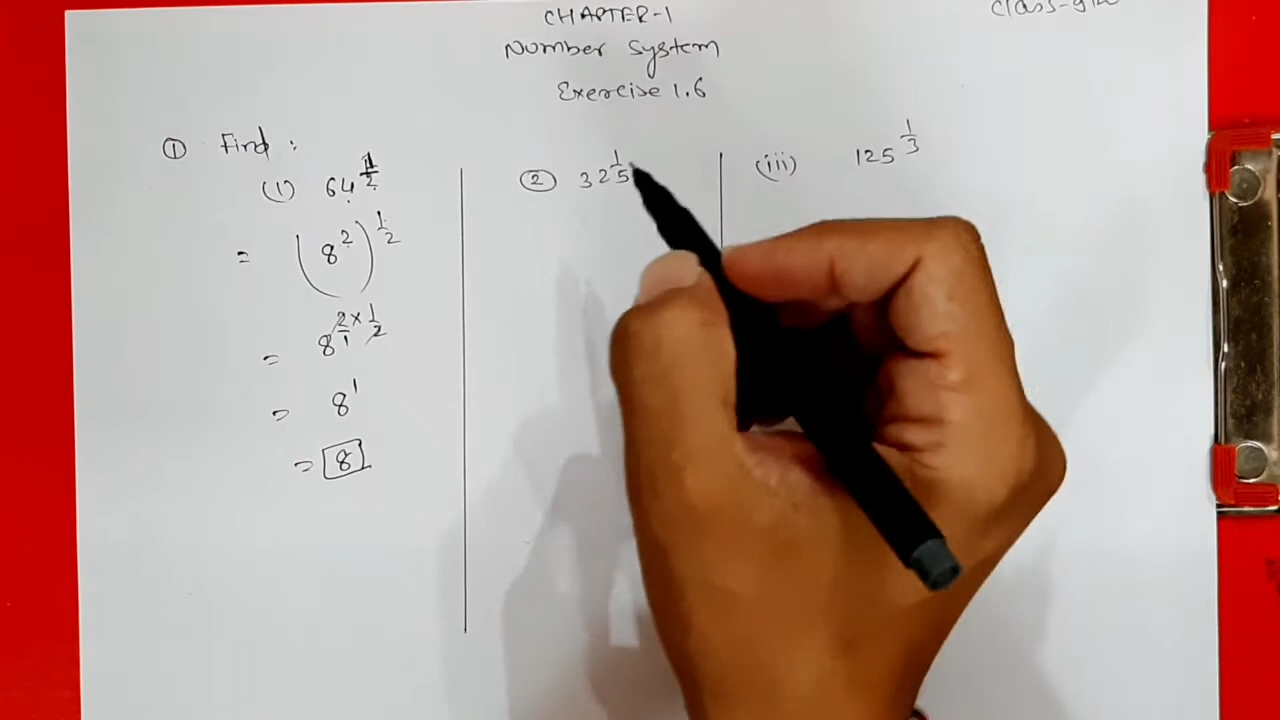 CHAPTER-1
Number System
Exercise 1.6
① Find :
(1) 64^{1/2}
= (8^2)^{1/2}
= 8^{2/1 × 1/2}
= 8^1
= 8
② 32^{1/5}
(iii) 125^{1/3}